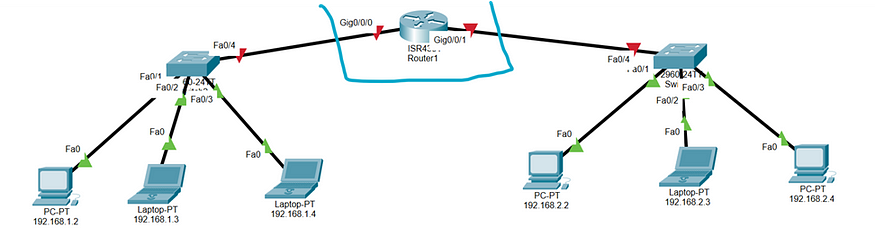 Gig0/0/0
Gig0/0/1
Router1
Fa0/4
Fa0/1
Fa0/2
Fa0/3
Fa0
Fa0
Fa0
PC-PT
192.168.1.2
Laptop-PT
192.168.1.3
Laptop-PT
192.168.1.4
Fa0/4
Fa0/2
Fa0/3
Fa0
Fa0
Fa0
PC-PT
192.168.2.2
Laptop-PT
192.168.2.3
PC-PT
192.168.2.4